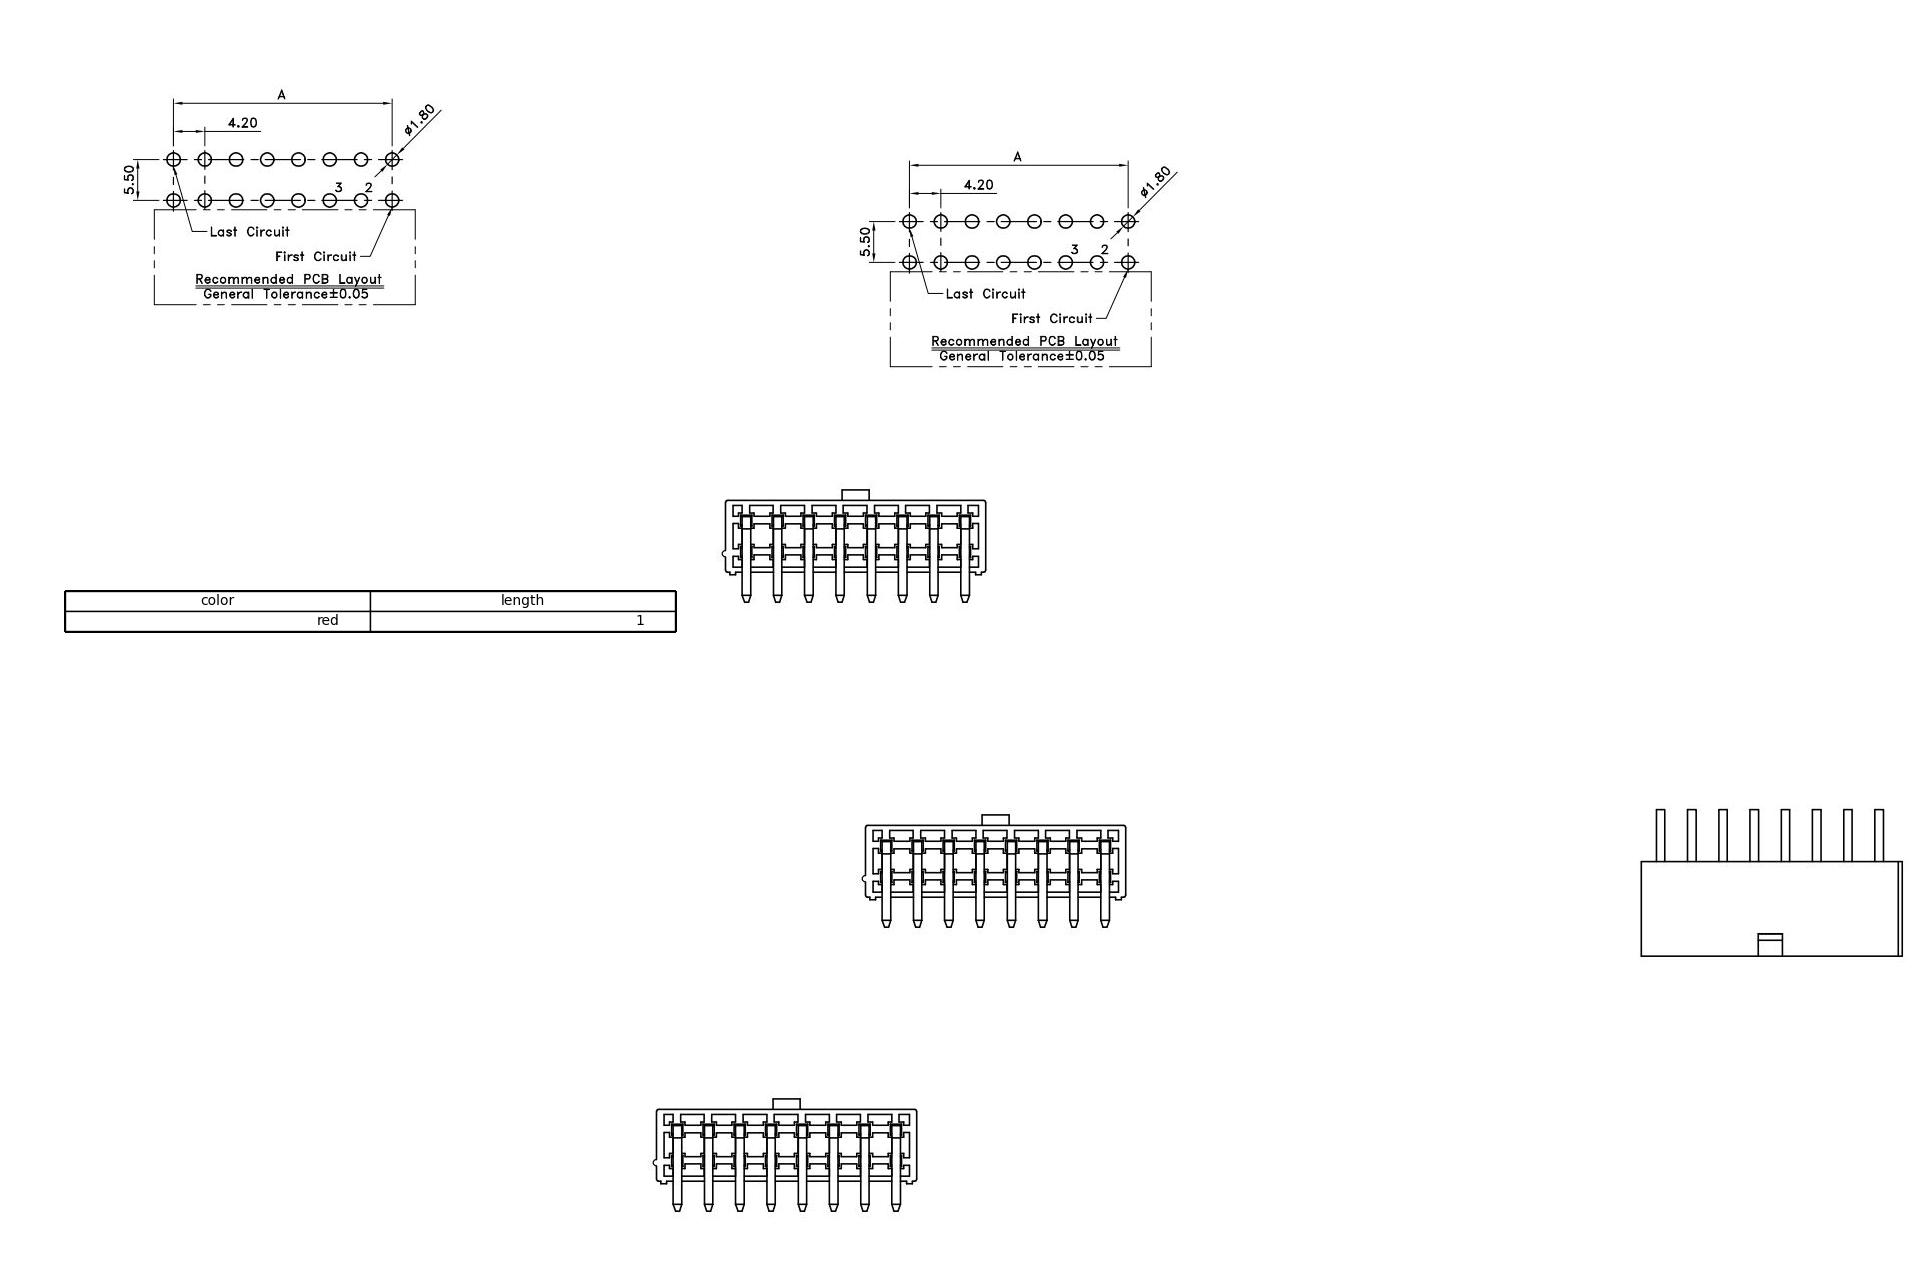 A
4.20
ø1.80
5.50
3 2
Last Circuit
First Circuit
Recommended PCB Layout
General Tolerance±0.05
A
4.20
ø1.80
5.50
3 2
Last Circuit
First Circuit
Recommended PCB Layout
General Tolerance±0.05
color length
red 1